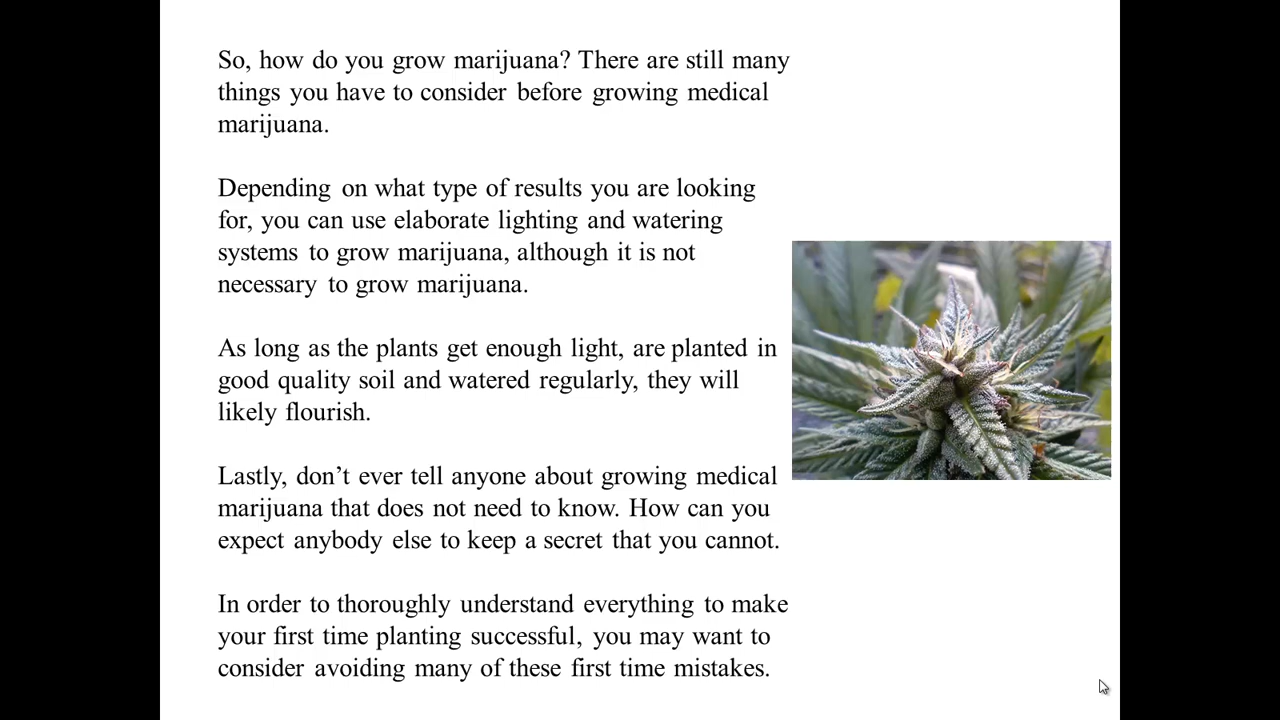 So, how do you grow marijuana? There are still many
things you have to consider before growing medical
marijuana.
Depending on what type of results you are looking
for, you can use elaborate lighting and watering
systems to grow marijuana, although it is not
necessary to grow marijuana.
As long as the plants get enough light, are planted in
good quality soil and watered regularly, they will
likely flourish.
Lastly, don’t ever tell anyone about growing medical
marijuana that does not need to know. How can you
expect anybody else to keep a secret that you cannot.
In order to thoroughly understand everything to make
your first time planting successful, you may want to
consider avoiding many of these first time mistakes.